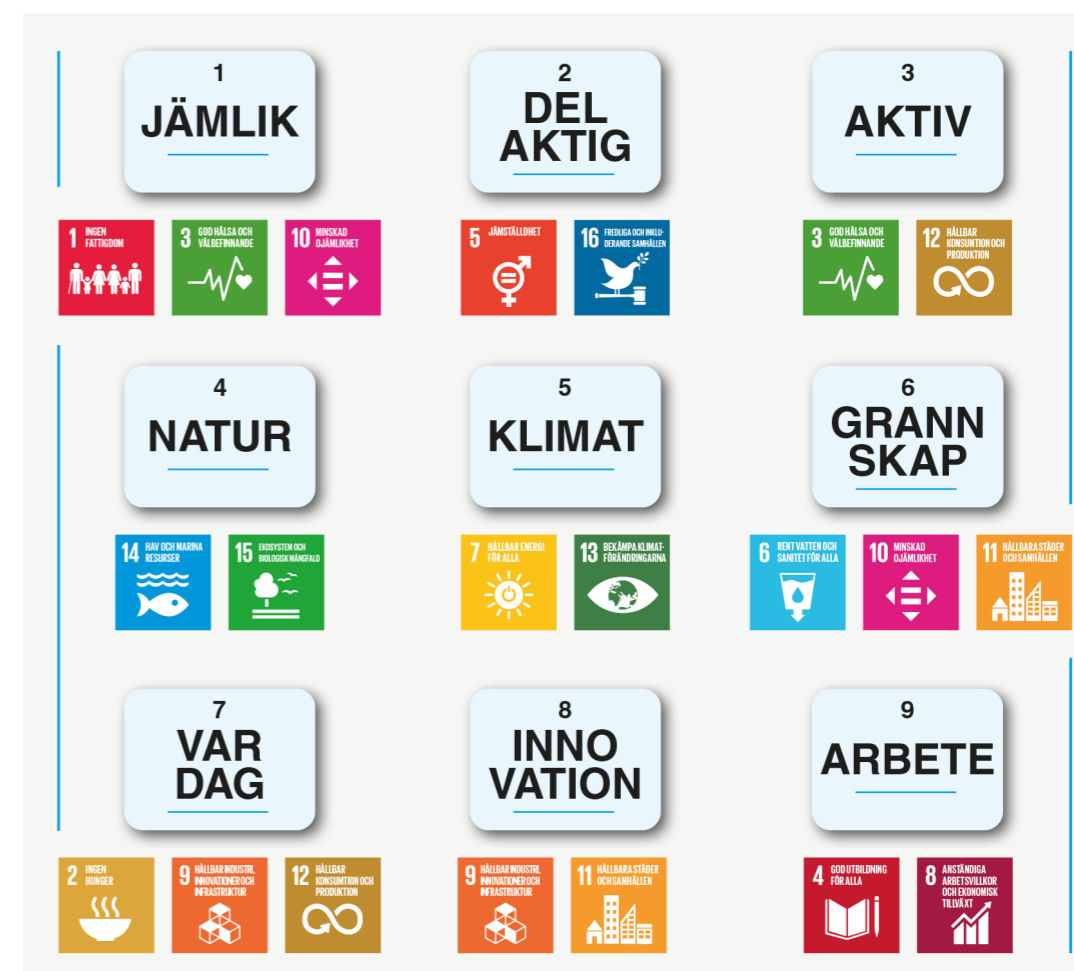 1
JÄMLIK
2
DEL
AKTIG
3
AKTIV
1 INGEN
FATTIGDOM
3 GOD HÄLSA OCH
VÄLBEFINNANDE
10 MINSKAD
OJÄMLIKHET
5 JÄMSTÄLLDHET
16 FREDLIGA OCH INKLU-
DERANDE SAMHÄLLEN
3 GOD HÄLSA OCH
VÄLBEFINNANDE
12 HÅLLBAR
KONSUMTION OCH
PRODUKTION
4
NATUR
5
KLIMAT
6
GRANN
SKAP
14 HAV OCH MARINA
RESURSER
15 EKOSYSTEM OCH
BIOLOGISK MÅNGFALD
7 HÅLLBAR ENERGI
FÖR ALLA
13 BEKÄMPA KLIMAT-
FÖRÄNDRINGARNA
6 RENT VATTEN OCH
SANITET FÖR ALLA
10 MINSKAD
OJÄMLIKHET
11 HÅLLBARA STÄDER
OCH SAMHÄLLEN
7
VAR
DAG
8
INNO
VATION
9
ARBETE
2 INGEN
HUNGER
9 HÅLLBAR INDUSTRI,
INNOVATIONER OCH
INFRASTRUKTUR
12 HÅLLBAR
KONSUMTION OCH
PRODUKTION
9 HÅLLBAR INDUSTRI,
INNOVATIONER OCH
INFRASTRUKTUR
11 HÅLLBARA STÄDER
OCH SAMHÄLLEN
4 GOD UTBILDNING
FÖR ALLA
8 ANSTÄNDIGA
ARBETSVILLKOR
OCH EKONOMISK
TILLVÄXT